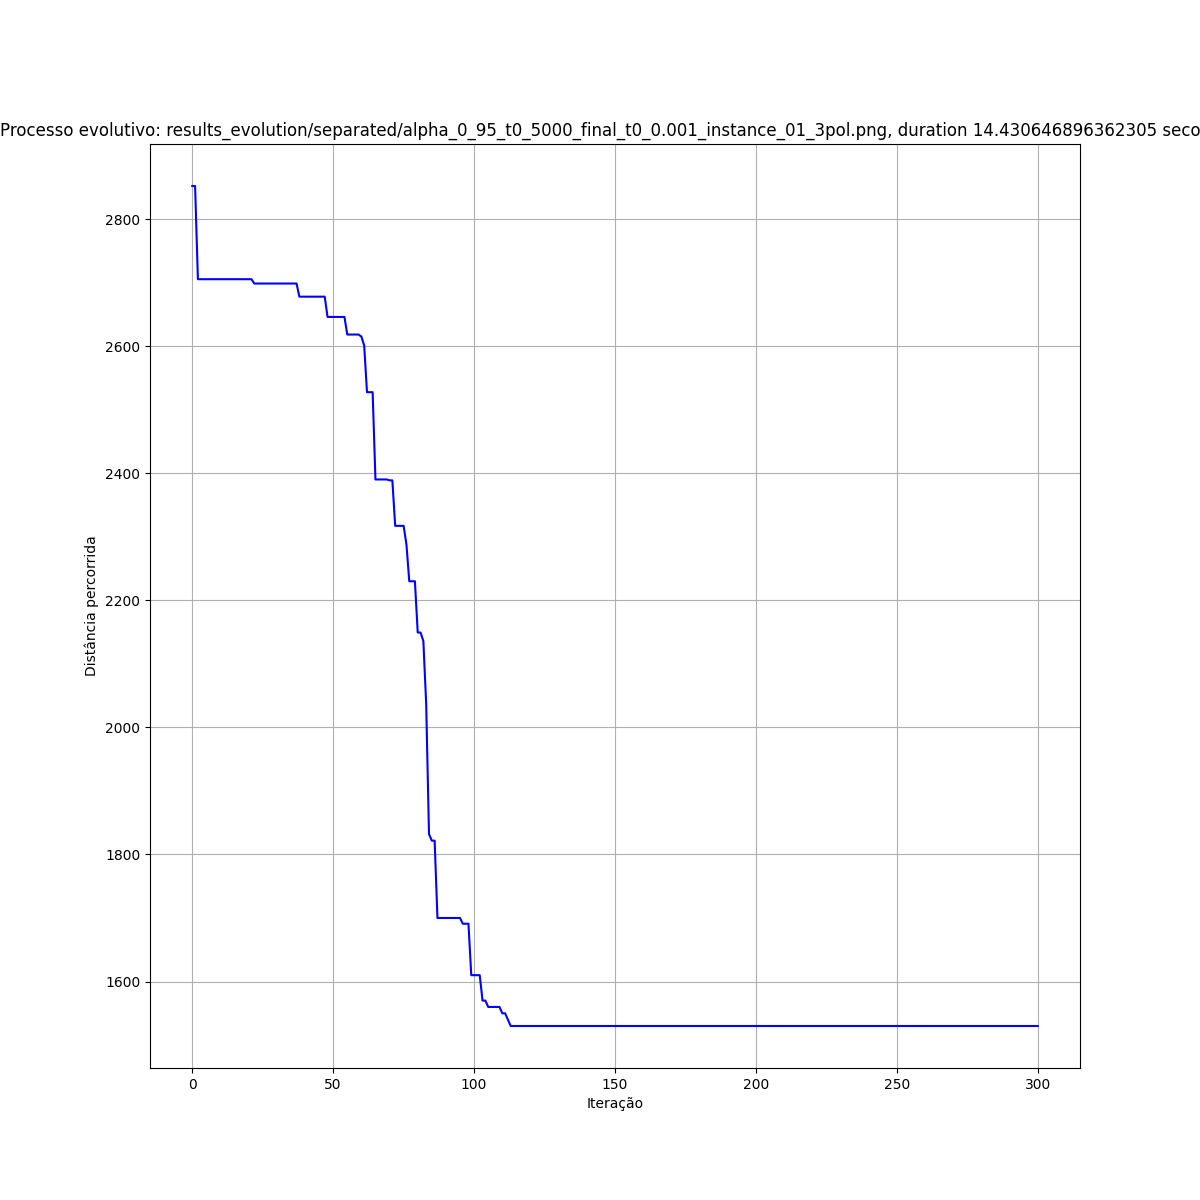 Processo evolutivo: results_evolution/separated/alpha_0_95_t0_5000_final_t0_0.001_instance_01_3pol.png, duration 14.430646896362305 seco
2800
2600
2400
2200
2000
1800
1600
Distância percorrida
0 50 100 150 200 250 300
Iteração